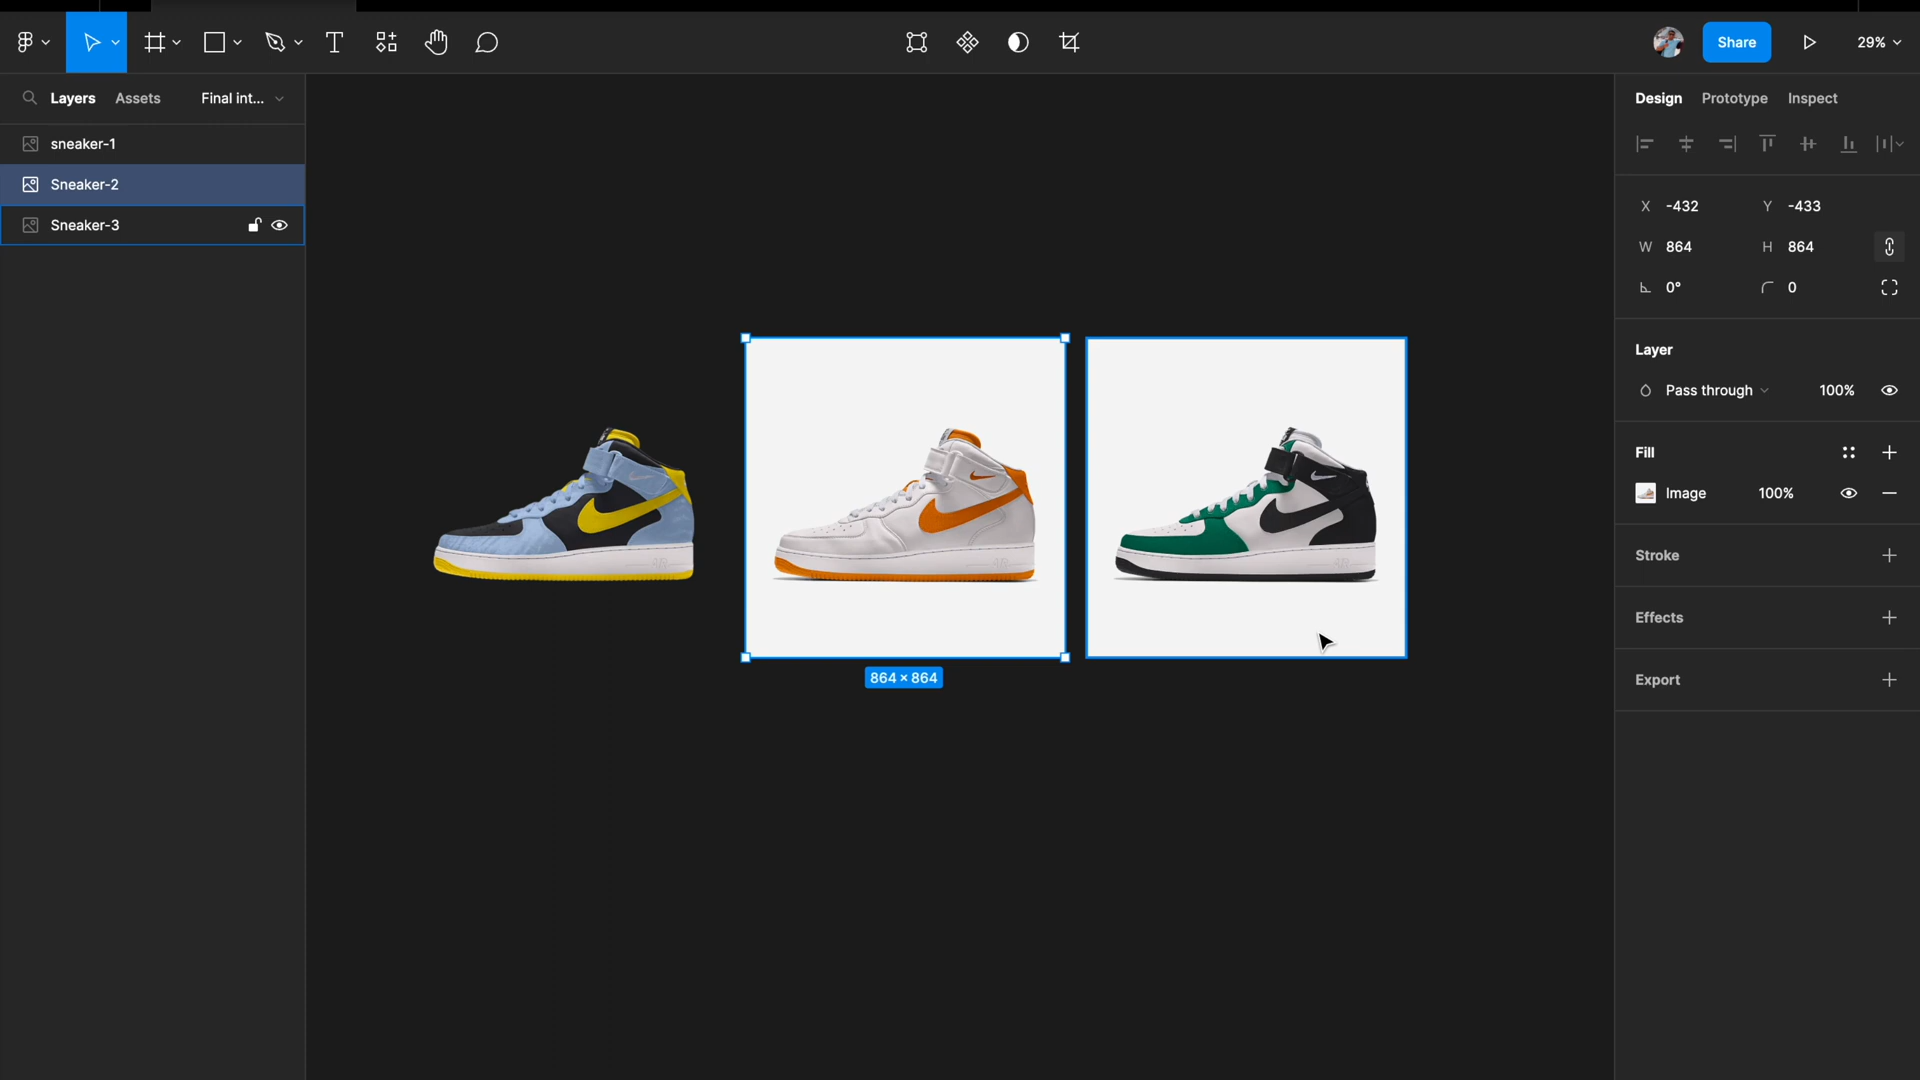 Share
29%
Layers
Assets
Final int...
Design
Prototype
Inspect
sneaker-1
Sneaker-2
Sneaker-3
X -432
Y -433
W 864
H 864
0°
0
Layer
Pass through
100%
Fill
Image
100%
Stroke
Effects
Export
864 × 864